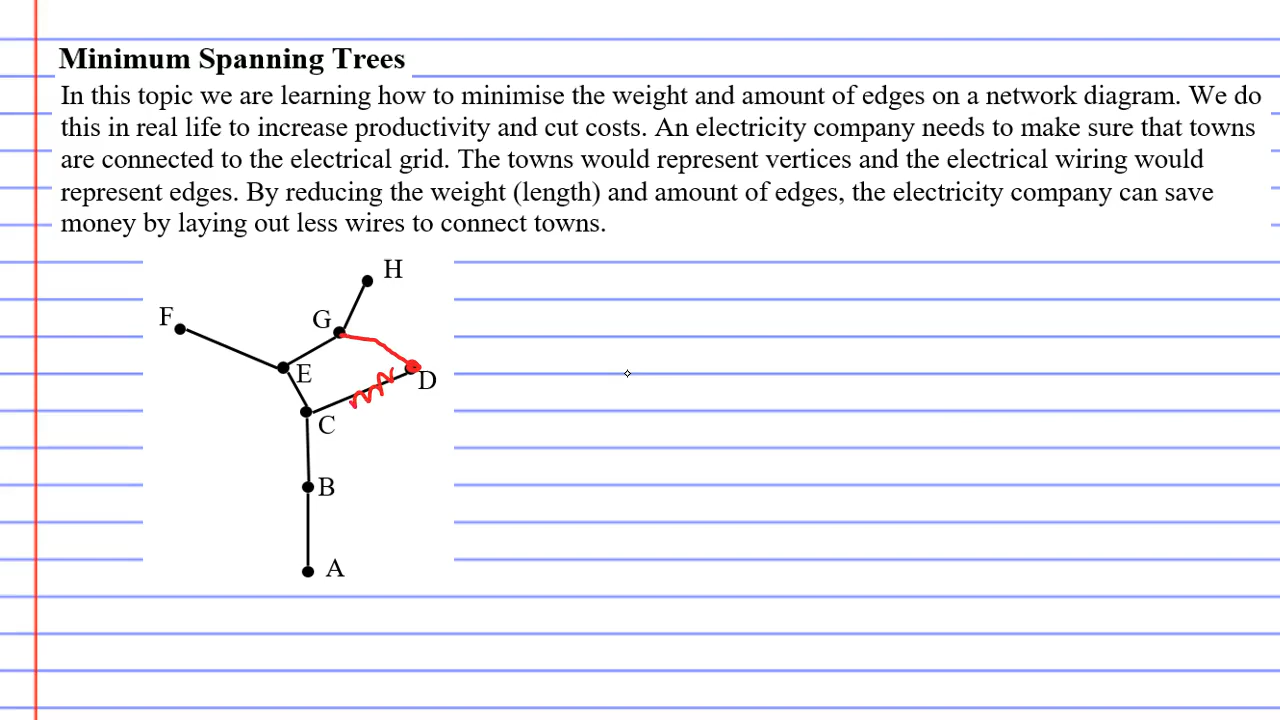 Minimum Spanning Trees
In this topic we are learning how to minimise the weight and amount of edges on a network diagram. We do
this in real life to increase productivity and cut costs. An electricity company needs to make sure that towns
are connected to the electrical grid. The towns would represent vertices and the electrical wiring would
represent edges. By reducing the weight (length) and amount of edges, the electricity company can save
money by laying out less wires to connect towns.
H
F
G
E
D
C
B
A